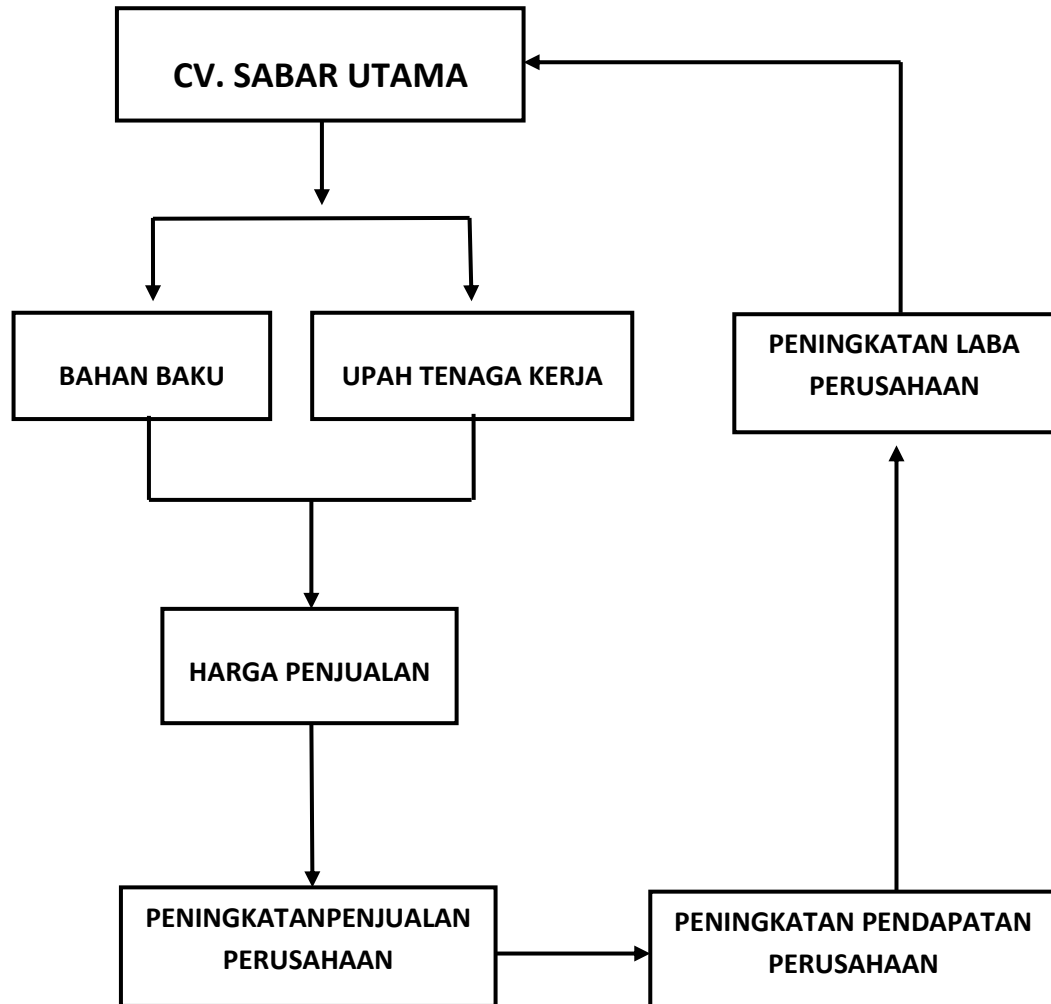 CV. SABAR UTAMA
BAHAN BAKU
UPAH TENAGA KERJA
PENINGKATAN LABA
PERUSAHAAN
HARGA PENJUALAN
PENINGKATANPENJUALAN
PERUSAHAAN
PENINGKATAN PENDAPATAN
PERUSAHAAN